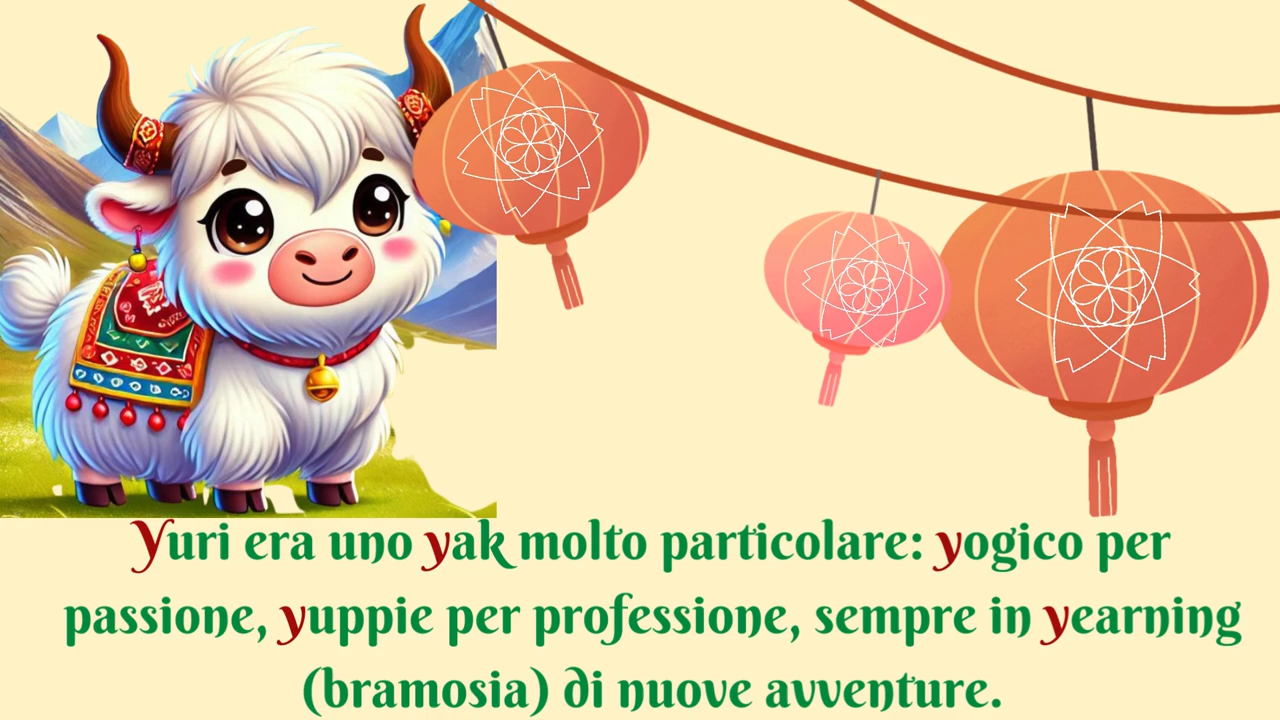 Yuri era uno yak molto particolare: yogico per
passione, yuppie per professione, sempre in yearning
(bramosia) di nuove avventure.